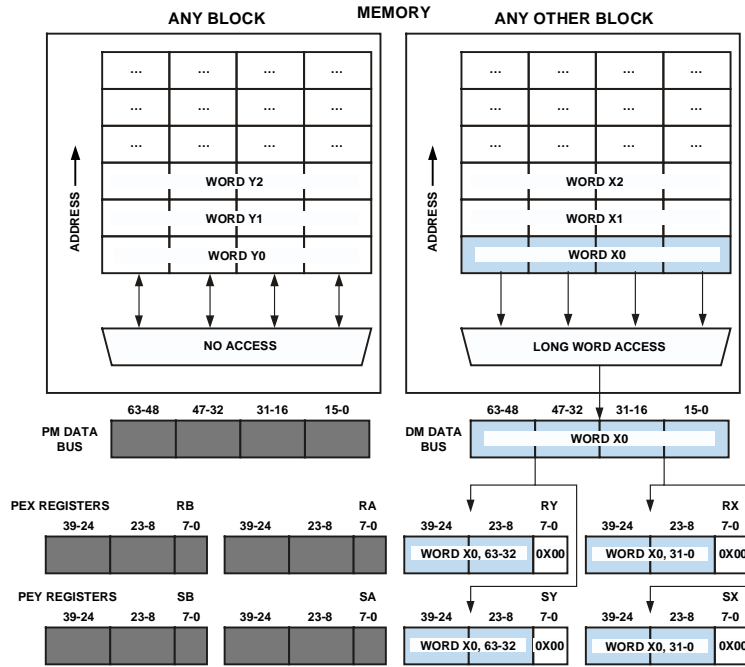 MEMORY
ANY BLOCK ANY OTHER BLOCK
... ... ... ... ... ... ... ...
... ... ... ... ... ... ... ...
... ... ... ... ... ... ... ...
ADDRESS ADDRESS
WORD Y2 WORD X2
WORD Y1 WORD X1
WORD Y0 WORD X0
NO ACCESS LONG WORD ACCESS
63-48 47-32 31-16 15-0 63-48 47-32 31-16 15-0
PM DATA BUS DM DATA BUS WORD X0
PEX REGISTERS RB RA RY RX
39-24 23-8 7-0 39-24 23-8 7-0 39-24 23-8 7-0 39-24 23-8 7-0
WORD X0, 63-32 0X00 WORD X0, 31-0 0X00
PEY REGISTERS SB SA SY SX
39-24 23-8 7-0 39-24 23-8 7-0 39-24 23-8 7-0 39-24 23-8 7-0
WORD X0, 63-32 0X00 WORD X0, 31-0 0X00